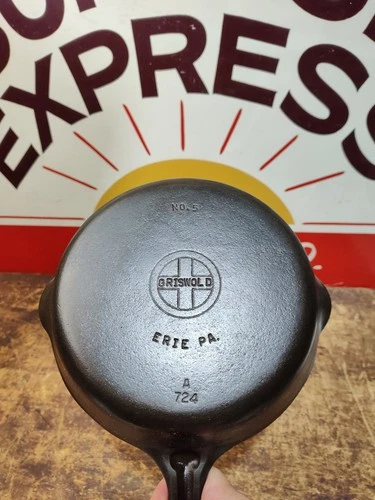 EXPRESS
NO.5
GRISWOLD
ERIE PA.
A
724